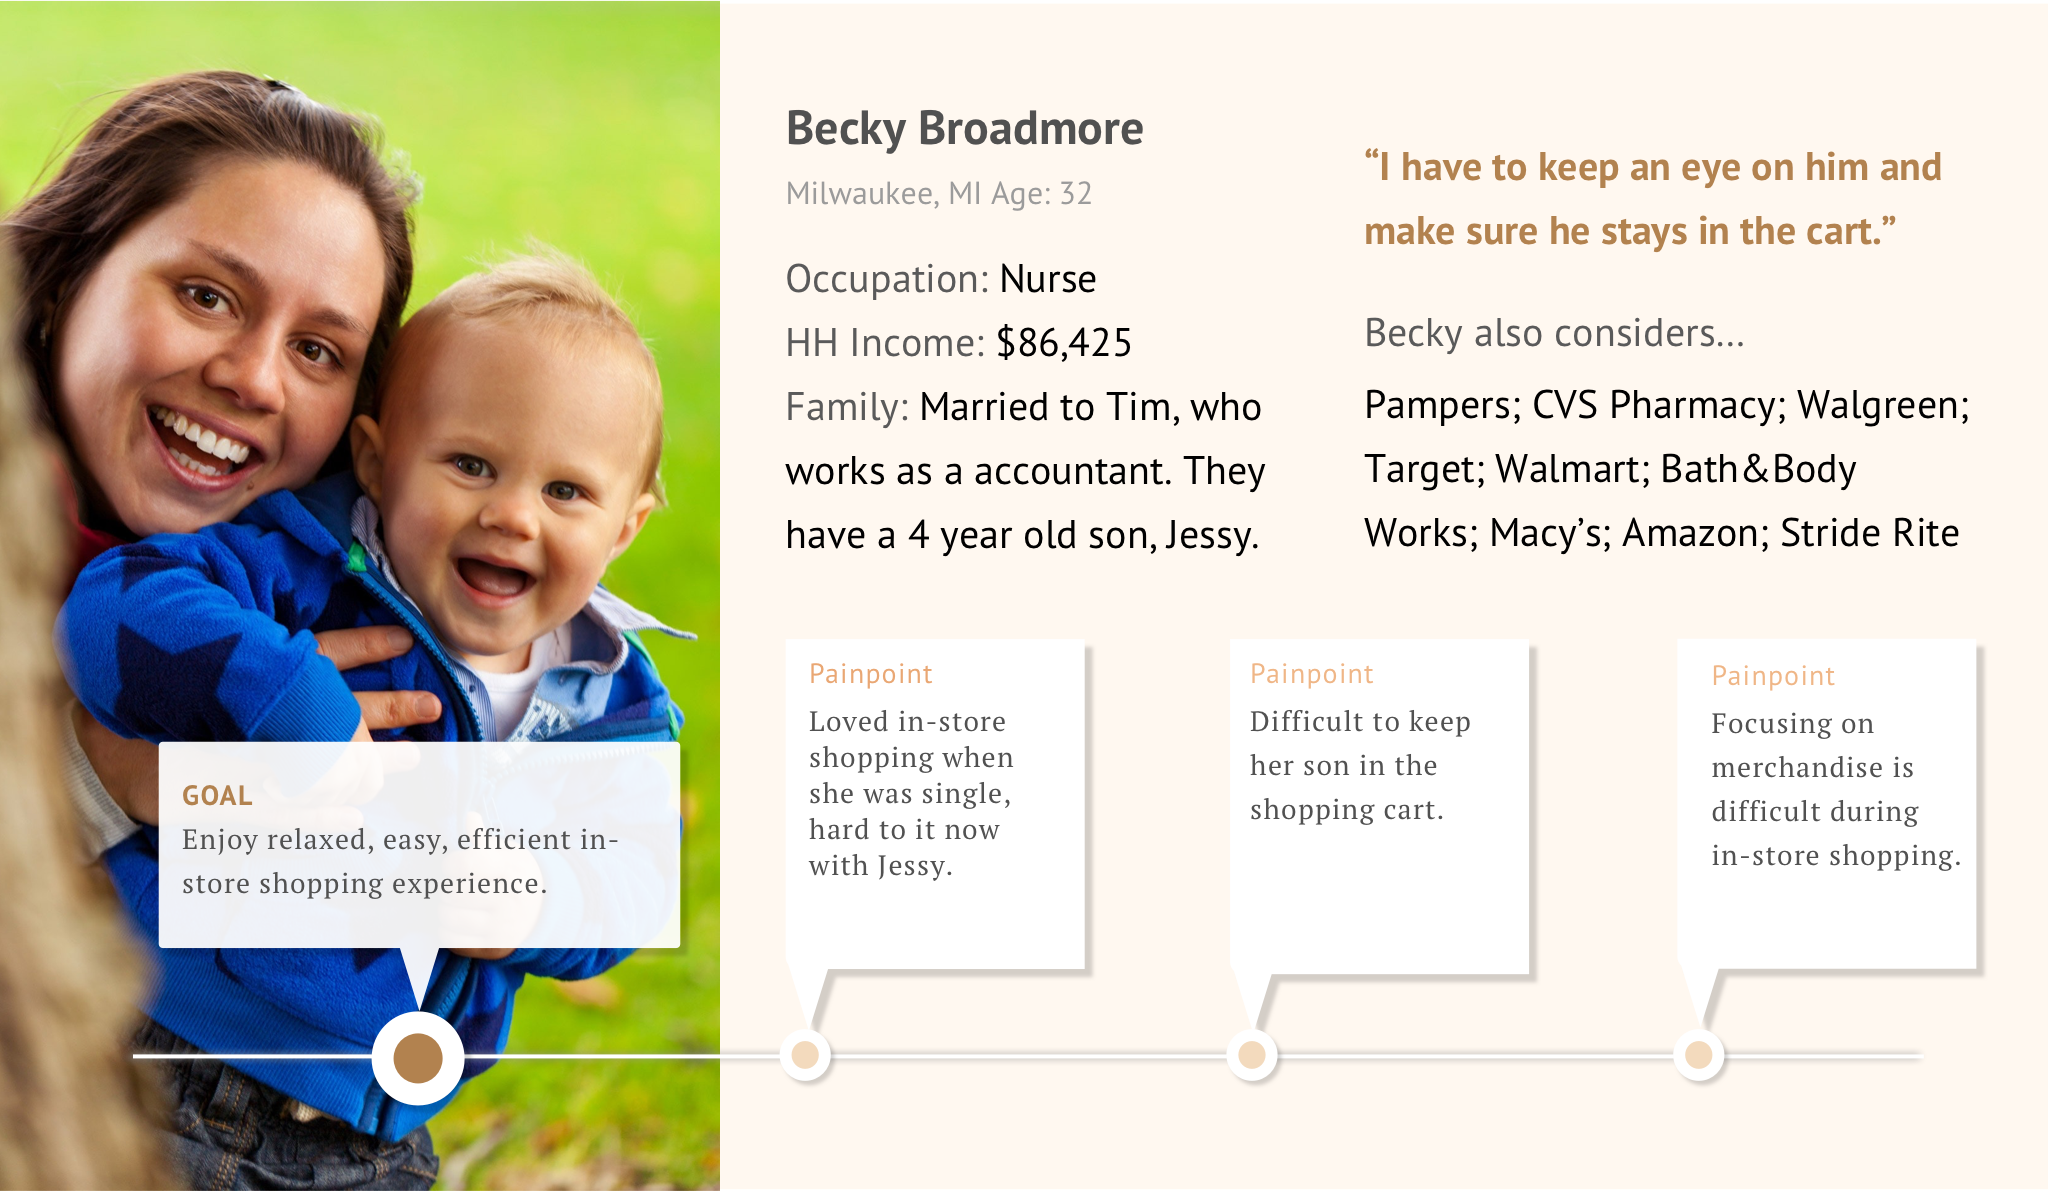 Becky Broadmore
Milwaukee, MI Age: 32
Occupation: Nurse
HH Income: $86,425
Family: Married to Tim, who
works as a accountant. They
have a 4 year old son, Jessy.
“I have to keep an eye on him and
make sure he stays in the cart.”
Becky also considers...
Pampers; CVS Pharmacy; Walgreen;
Target; Walmart; Bath&Body
Works; Macy’s; Amazon; Stride Rite
GOAL
Enjoy relaxed, easy, efficient in-
store shopping experience.
Painpoint
Loved in-store
shopping when
she was single,
hard to it now
with Jessy.
Painpoint
Difficult to keep
her son in the
shopping cart.
Painpoint
Focusing on
merchandise is
difficult during
in-store shopping.